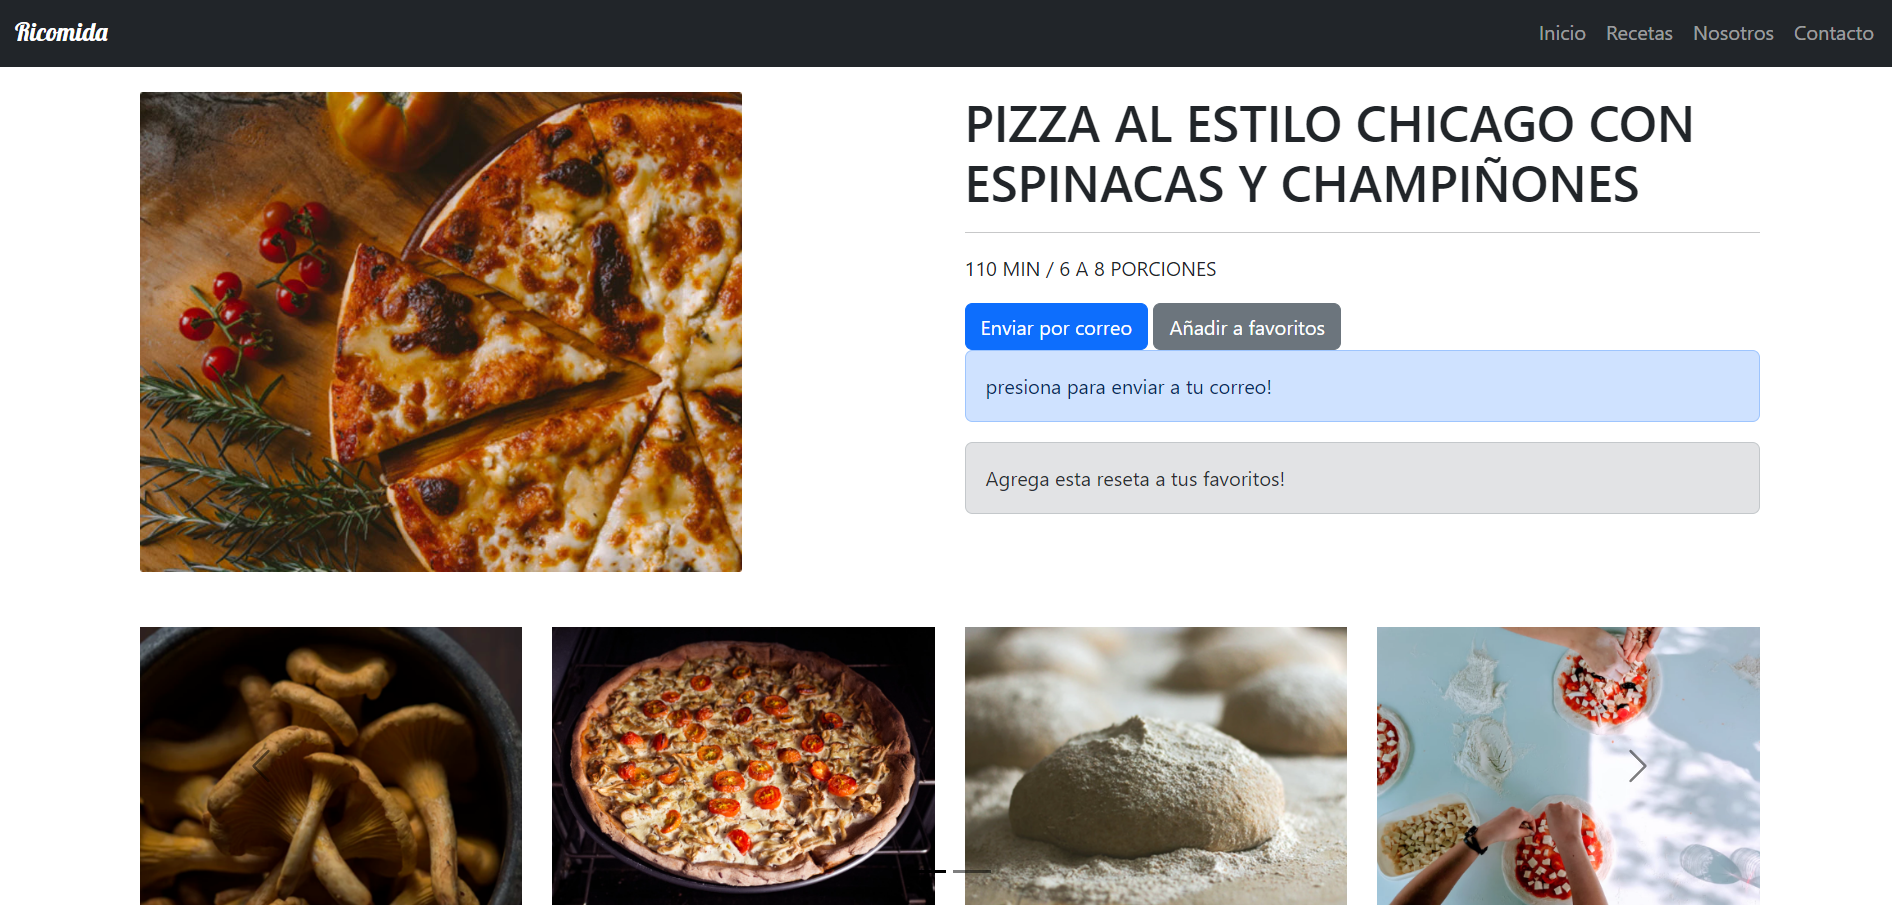 Ricomida
Inicio Recetas Nosotros Contacto
PIZZA AL ESTILO CHICAGO CON
ESPINACAS Y CHAMPIÑONES
110 MIN / 6 A 8 PORCIONES
Enviar por correo Añadir a favoritos
presiona para enviar a tu correo!
Agrega esta reseta a tus favoritos!